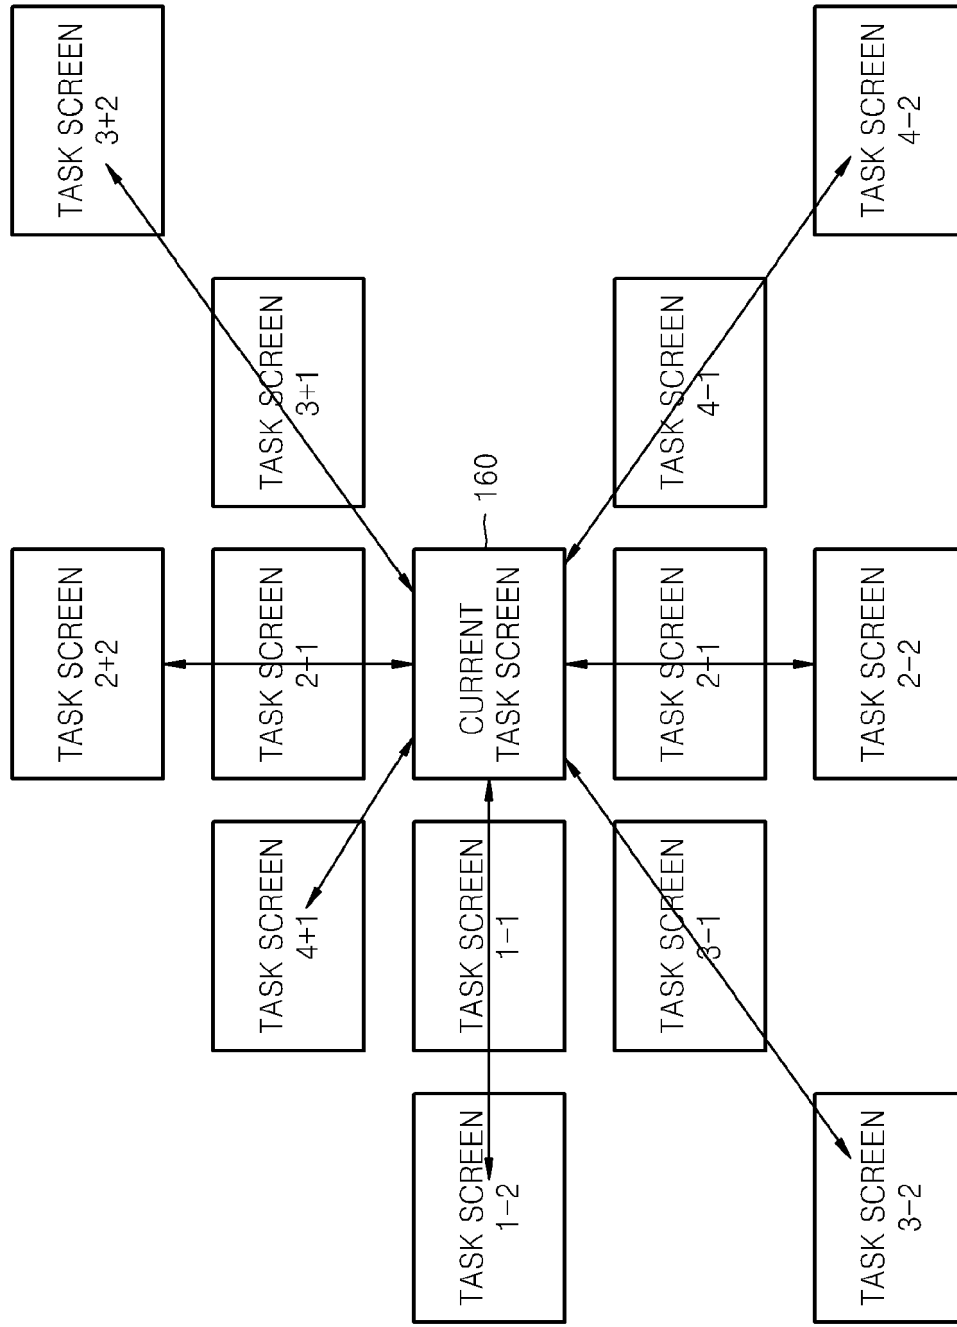 TASK SCREEN
2+2
TASK SCREEN
3+2
TASK SCREEN
4+1
TASK SCREEN
2+1
TASK SCREEN
3+1
TASK SCREEN
1-2
TASK SCREEN
1-1
CURRENT
TASK SCREEN
160
TASK SCREEN
3-1
TASK SCREEN
2-1
TASK SCREEN
4-1
TASK SCREEN
3-2
TASK SCREEN
2-2
TASK SCREEN
4-2